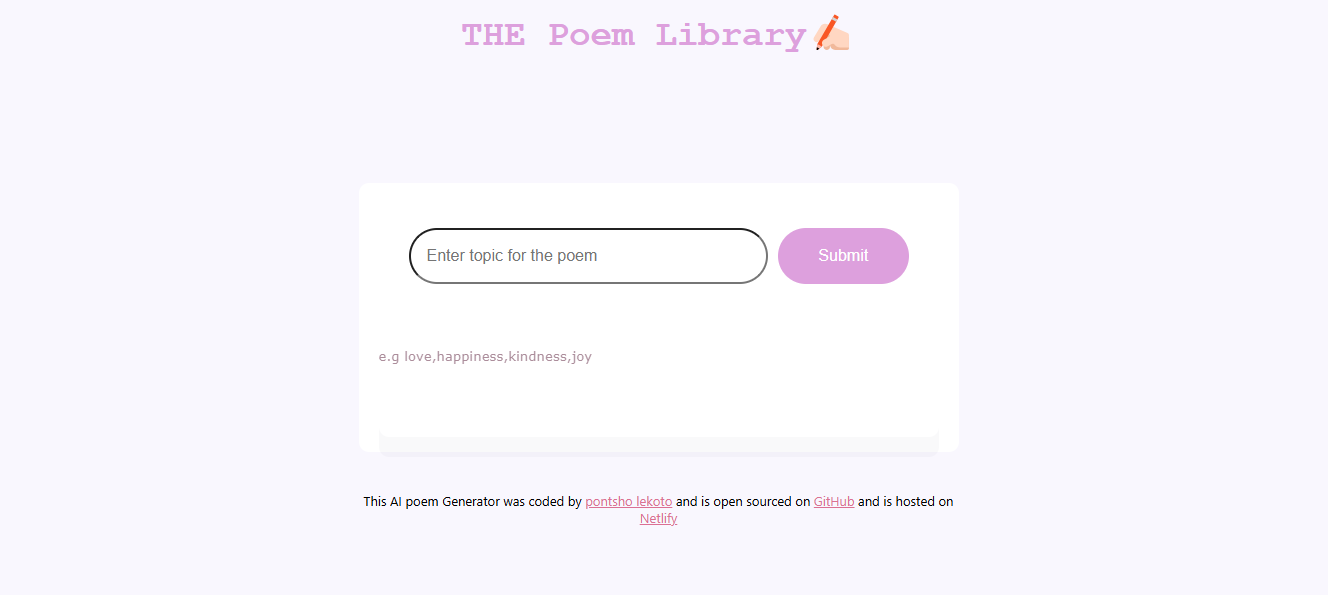 THE Poem Library✍🏻
Enter topic for the poem
Submit
e.g love,happiness,kindness,joy
This AI poem Generator was coded by pontsho lekoto and is open sourced on GitHub and is hosted on
Netlify